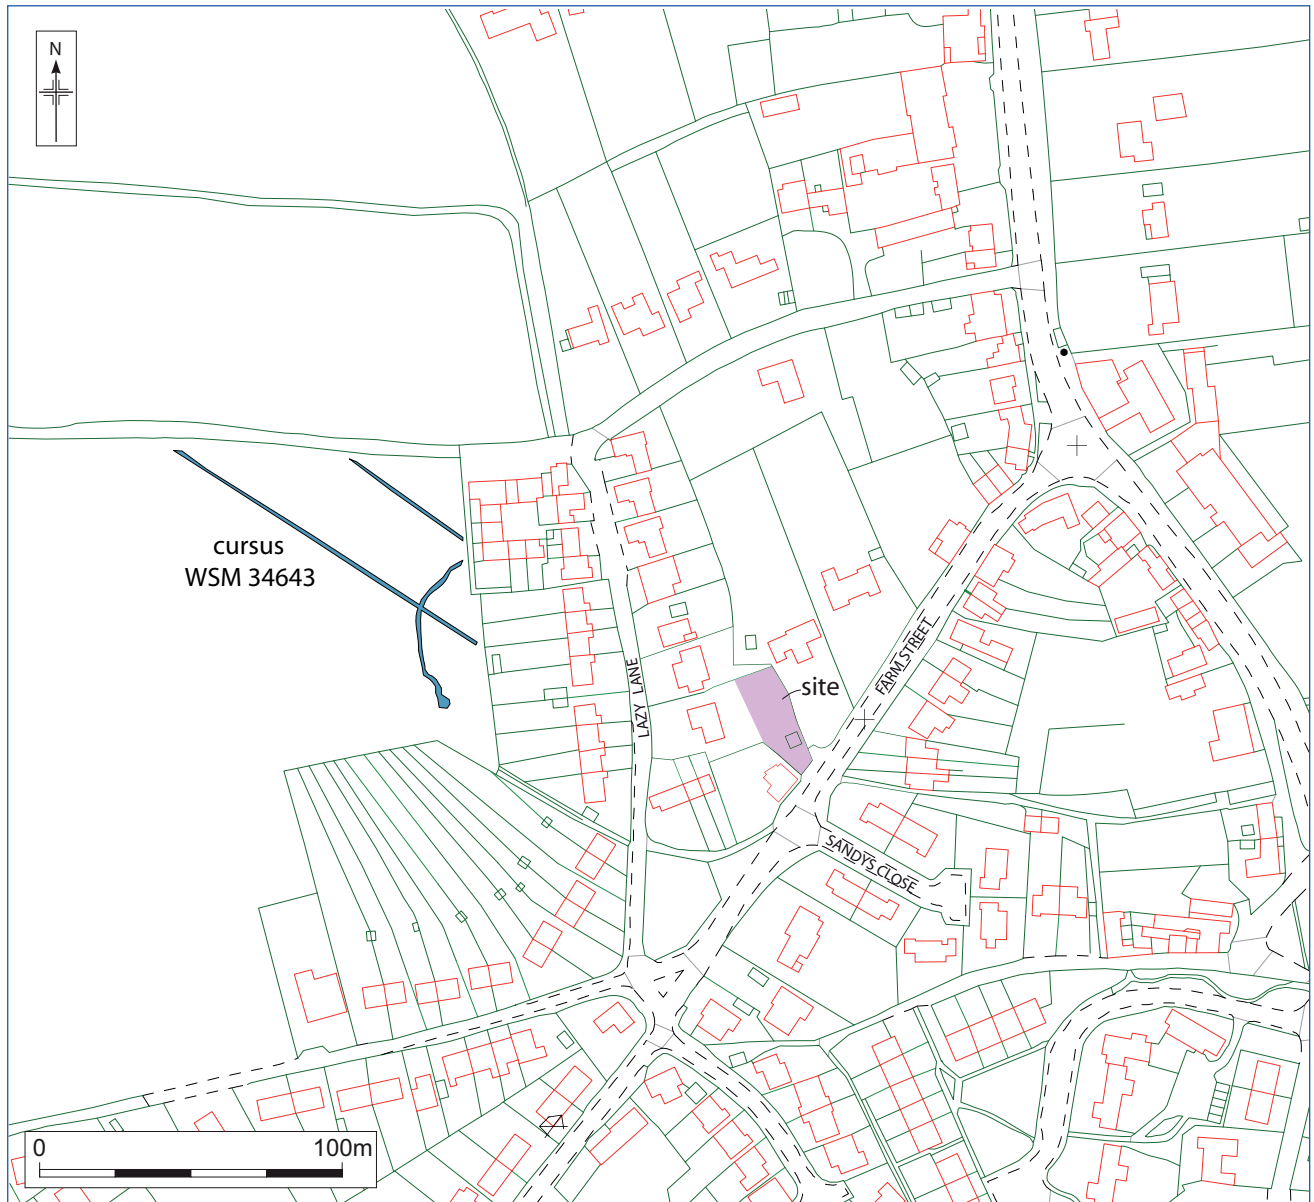 N
cursus
WSM 34643
FARM STREET
LAZY LANE
site
SANDYS CLOSE
0 100m